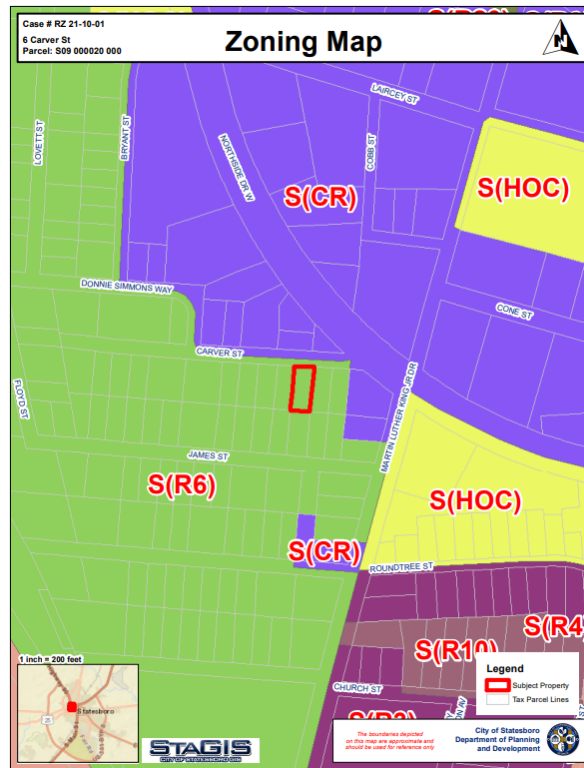 Case # RZ 21-10-01
6 Carver St
Parcel: S09 000020 000
Zoning Map
N
LAIRCEY ST
LOVETT ST
BRYANT ST
NORTHSIDE DR W
COBB ST
S(CR)
S(HOC)
DONNIE SIMMONS WAY
CONE ST
CARVER ST
FLOYD ST
MARTIN LUTHER KING JR DR
JAMES ST
S(R6)
S(HOC)
S(CR)
ROUNDTREE ST
S(R4
S(R10)
1 inch = 200 feet
Legend
Subject Property
Tax Parcel Lines
CHURCH ST
Statesboro
STAGIS
CITY OF STATESBORO GIS
The boundaries depicted
on this map are approximate and
should be used for reference only
City of Statesboro
Department of Planning
and Development